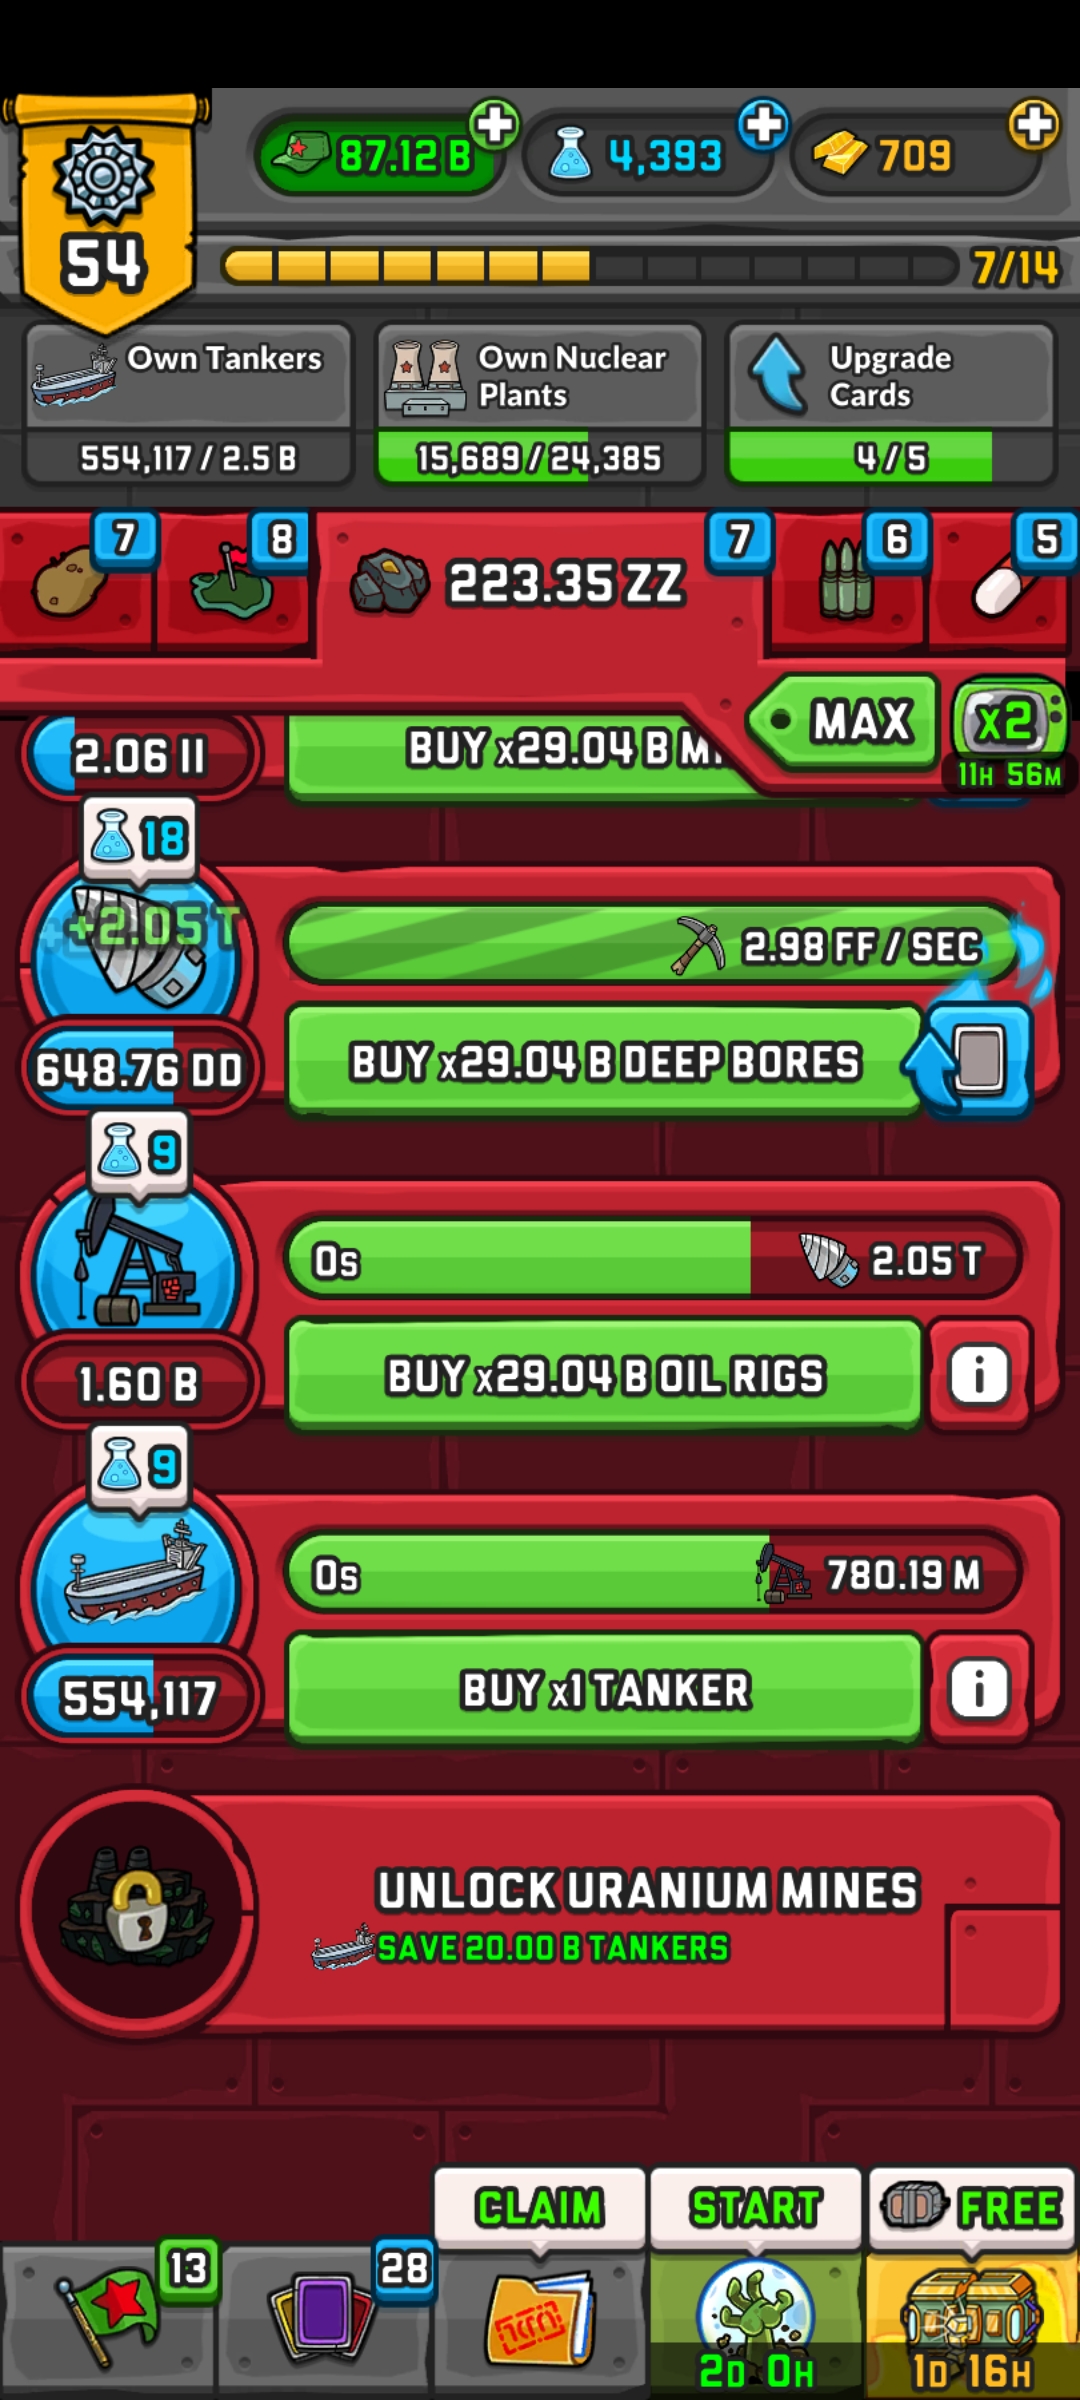 87.12 B
4,393
709
54
7/14
Own Tankers
554,117 / 2.5 B
Own Nuclear
Plants
15,689 / 24,385
Upgrade
Cards
4 / 5
7
8
223.35 ZZ
7
6
5
MAX
x2
11H 56M
2.06 II
BUY x29.04 B
18
+2.05 T
2.98 FF / SEC
648.76 DD
BUY x29.04 B DEEP BORES
9
0s
2.05 T
1.60 B
BUY x29.04 B OIL RIGS
i
9
0s
780.19 M
554,117
BUY x1 TANKER
i
UNLOCK URANIUM MINES
SAVE 20.00 B TANKERS
CLAIM
START
FREE
13
28
2D 0H
1D 16H